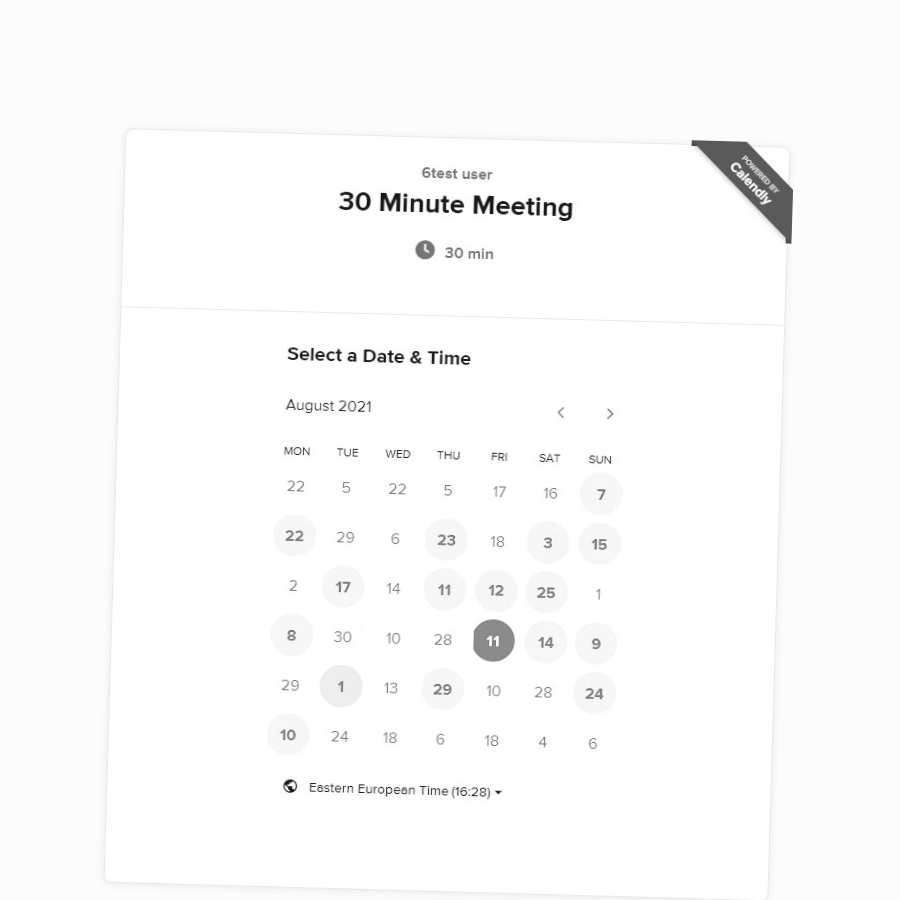 POWERED BY
Calendly
6test user
30 Minute Meeting
30 min
Select a Date & Time
August 2021
MON TUE WED THU FRI SAT SUN
22 5 22 5 17 16 7
22 29 6 23 18 3 15
2 17 14 11 12 25 1
8 30 10 28 11 14 9
29 1 13 29 10 28 24
10 24 18 6 18 4 6
Eastern European Time (16:28)